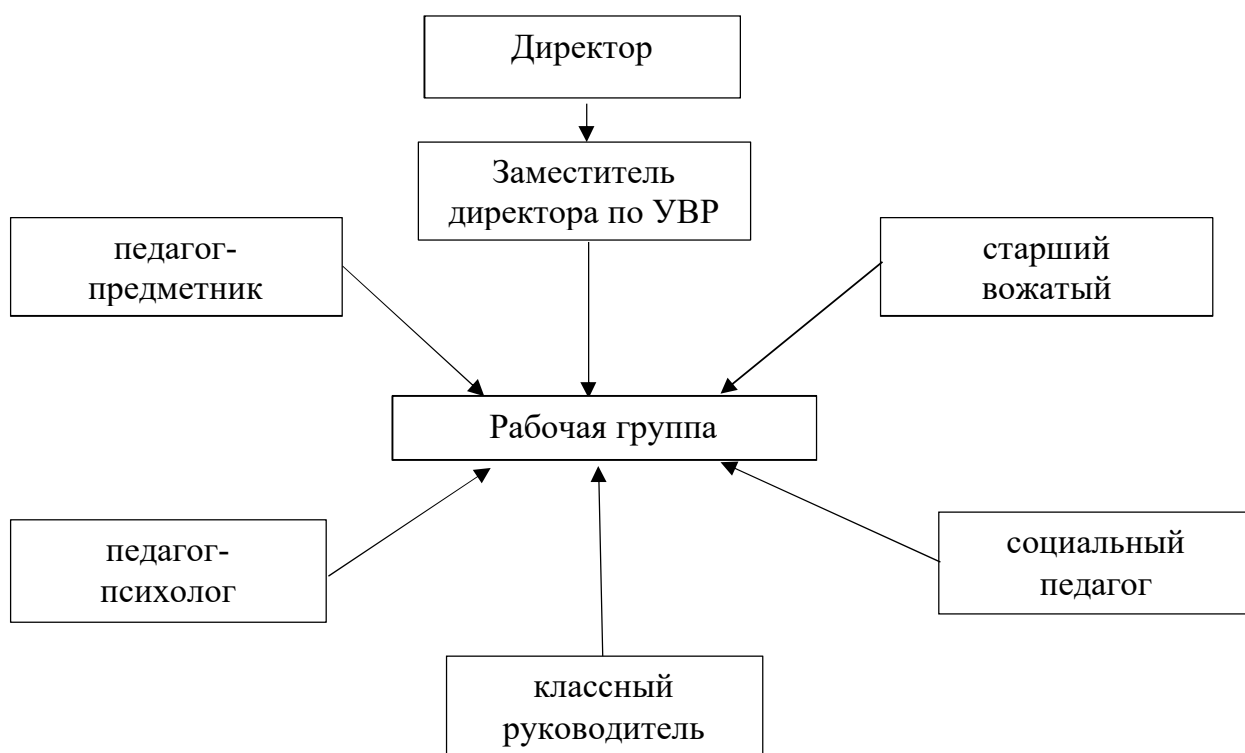 Директор
Заместитель
директора по УВР
педагог-
предметник
старший
вожатый
Рабочая группа
педагог-
психолог
социальный
педагог
классный
руководитель